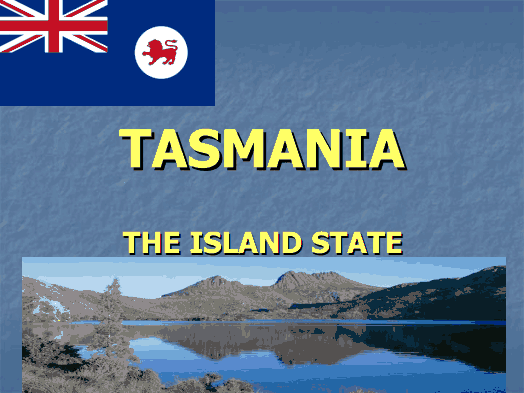 TASMANIA
THE ISLAND STATE